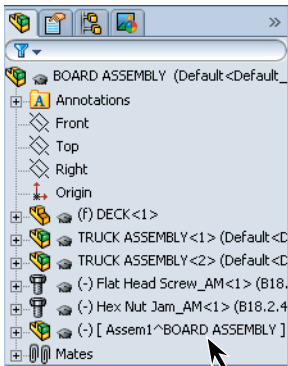 »
BOARD ASSEMBLY (Default<Default_
A Annotations
Front
Top
Right
Origin
(f) DECK<1>
TRUCK ASSEMBLY<1> (Default<D
TRUCK ASSEMBLY<2> (Default<D
(-) Flat Head Screw_AM<1> (B18.
(-) Hex Nut Jam_AM<1> (B18.2.4
(-) [ Assem1^BOARD ASSEMBLY ]
Mates